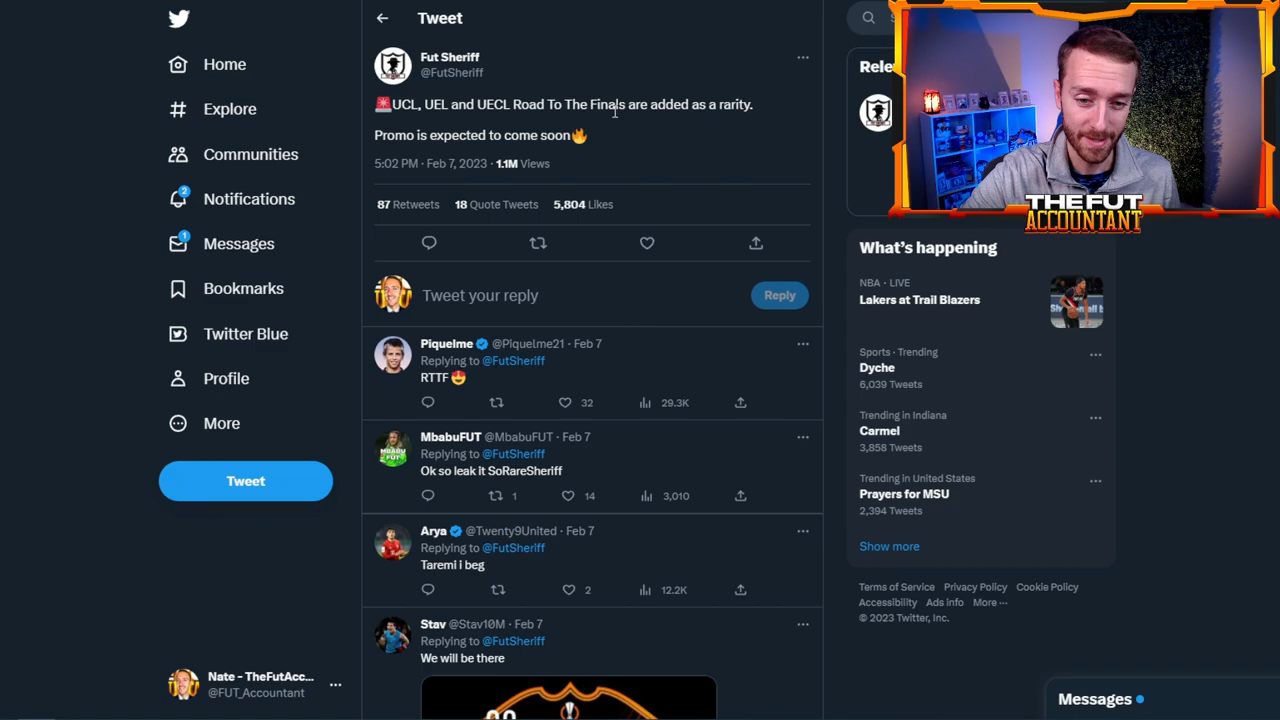 Home
Explore
Communities
2
Notifications
1
Messages
Bookmarks
Twitter Blue
Profile
More
Tweet
Nate - TheFutAcc...
@FUT_Accountant
Tweet
Fut Sheriff
@FutSheriff
🚨UCL, UEL and UECL Road To The Finals are added as a rarity.
Promo is expected to come soon🔥
5:02 PM · Feb 7, 2023 · 1.1M Views
87 Retweets 18 Quote Tweets 5,804 Likes
Tweet your reply
Reply
Piquelme @PIquelme21 · Feb 7
Replying to @FutSheriff
RTTF 😍
32 29.3K
MbabuFUT @MbabuFUT · Feb 7
Replying to @FutSheriff
Ok so leak it SoRareSheriff
1 14 3,010
Arya @Twenty9United · Feb 7
Replying to @FutSheriff
Taremi i beg
2 12.2K
Stav @Stav10M · Feb 7
Replying to @FutSheriff
We will be there
THE FUT
ACCOUNTANT
What's happening
NBA · LIVE
Lakers at Trail Blazers
Sports · Trending
Dyche
6,039 Tweets
Trending in Indiana
Carmel
3,858 Tweets
Trending in United States
Prayers for MSU
2,394 Tweets
Show more
Terms of Service Privacy Policy Cookie Policy
Accessibility Ads info More ···
© 2023 Twitter, Inc.
Messages